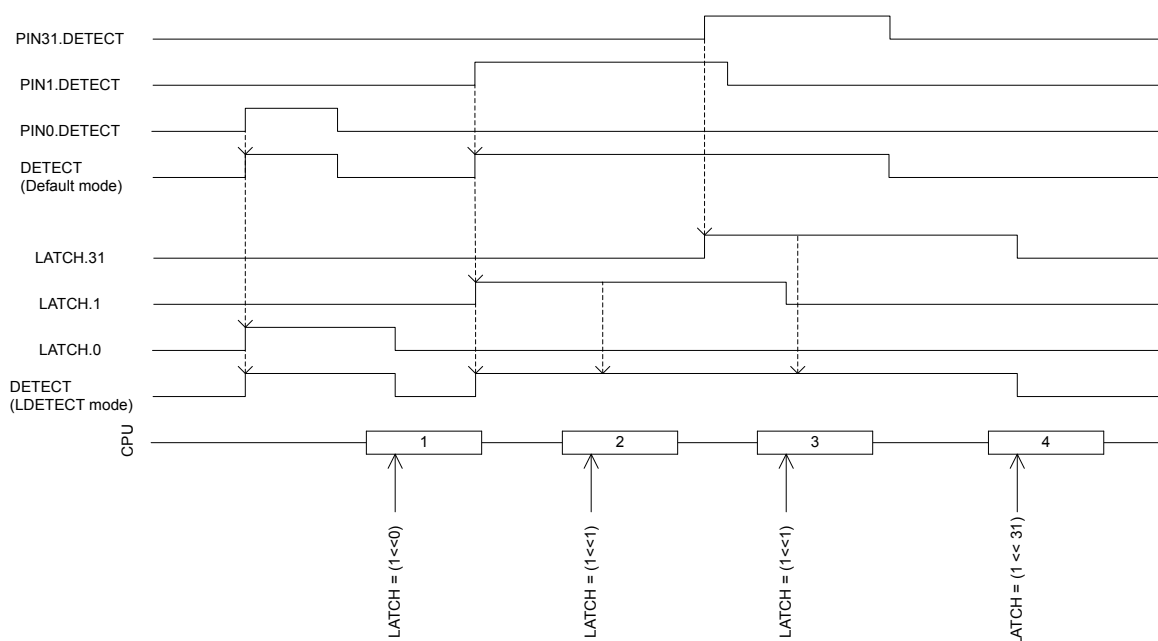 PIN31.DETECT
PIN1.DETECT
PIN0.DETECT
DETECT
(Default mode)
LATCH.31
LATCH.1
LATCH.0
DETECT
(LDETECT mode)
CPU
1
2
3
4
LATCH = (1<<0)
LATCH = (1<<1)
LATCH = (1<<1)
LATCH = (1 << 31)